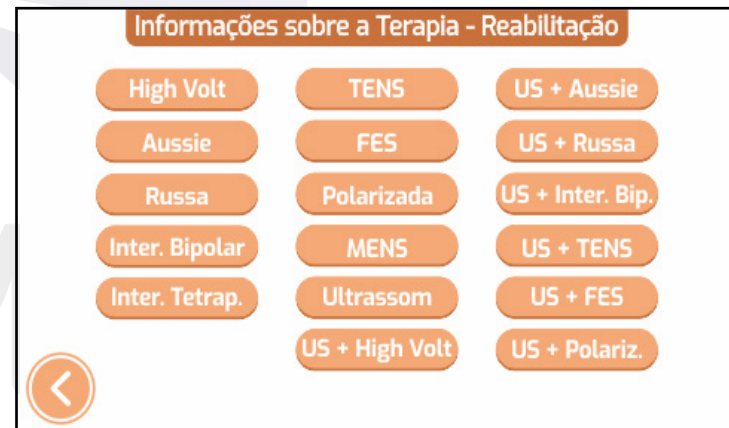 Informações sobre a Terapia - Reabilitação
High Volt
Aussie
Russa
Inter. Bipolar
Inter. Tetrap.
TENS
FES
Polarizada
MENS
Ultrassom
US + High Volt
US + Aussie
US + Russa
US + Inter. Bip.
US + TENS
US + FES
US + Polariz.